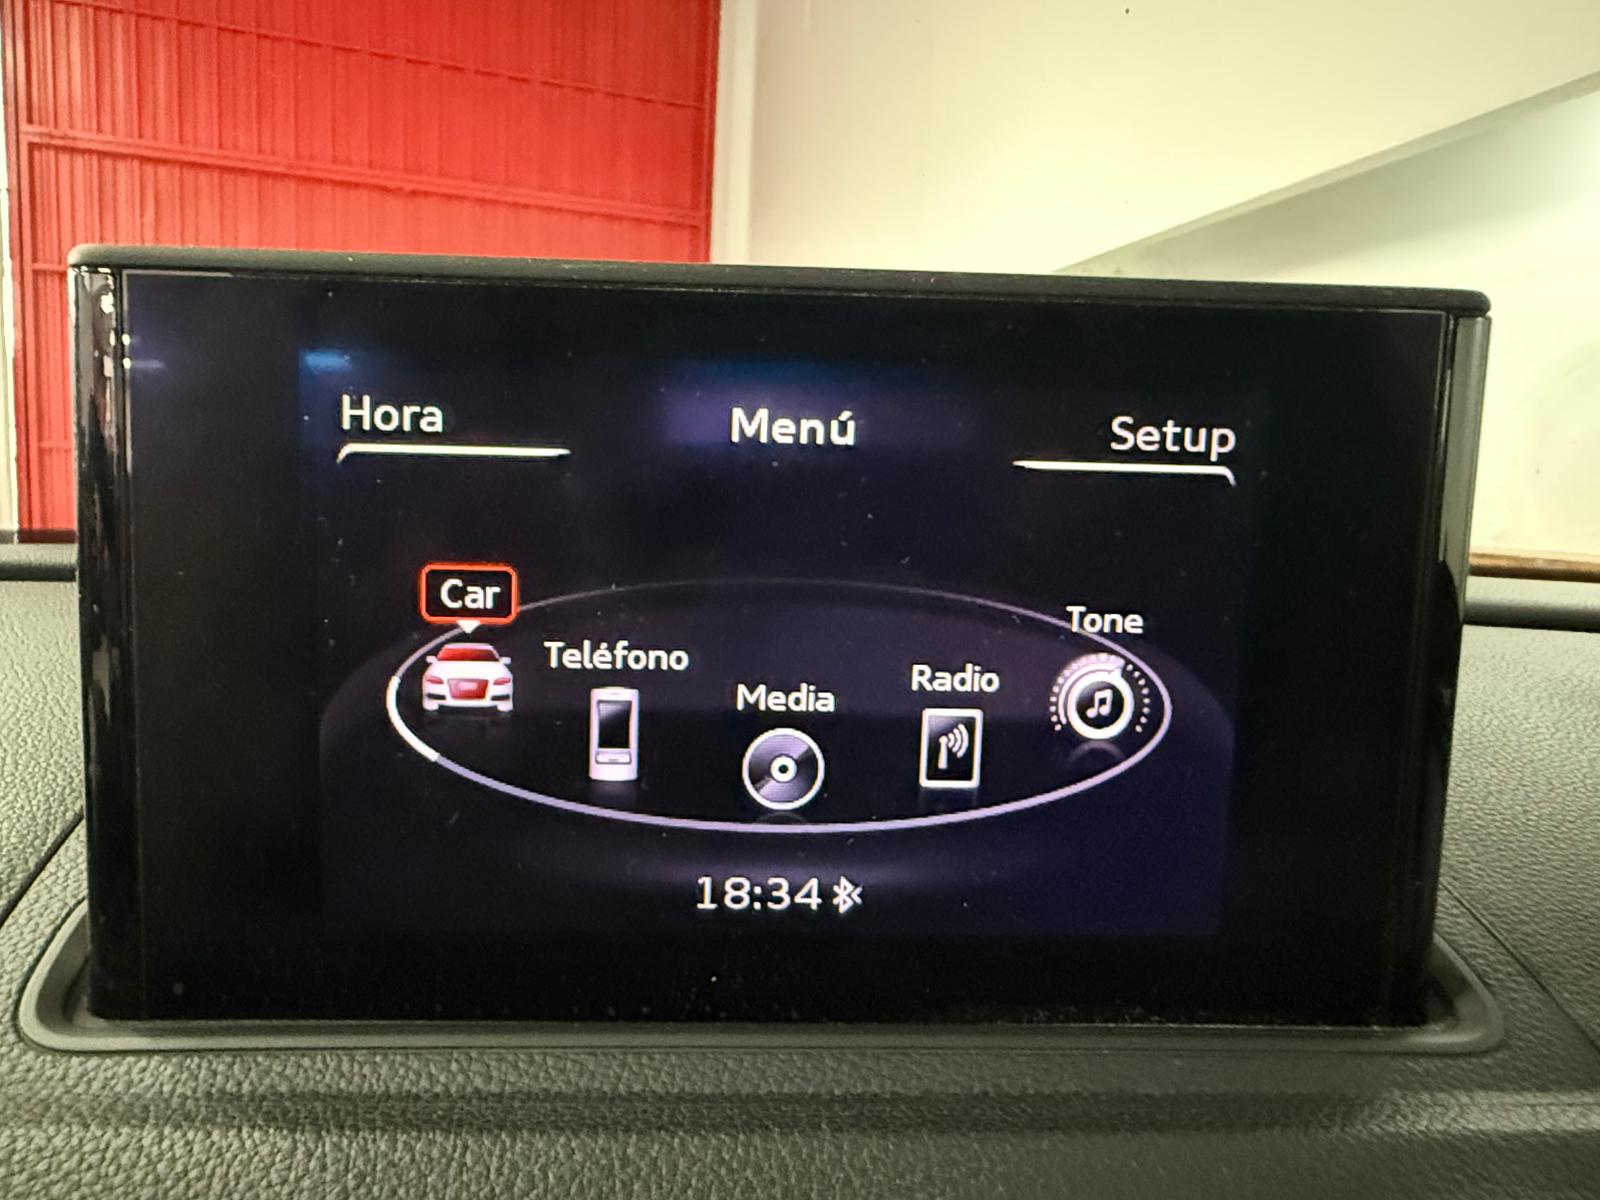 Hora
Menú
Setup
Car
Teléfono
Media
Radio
Tone
18:34